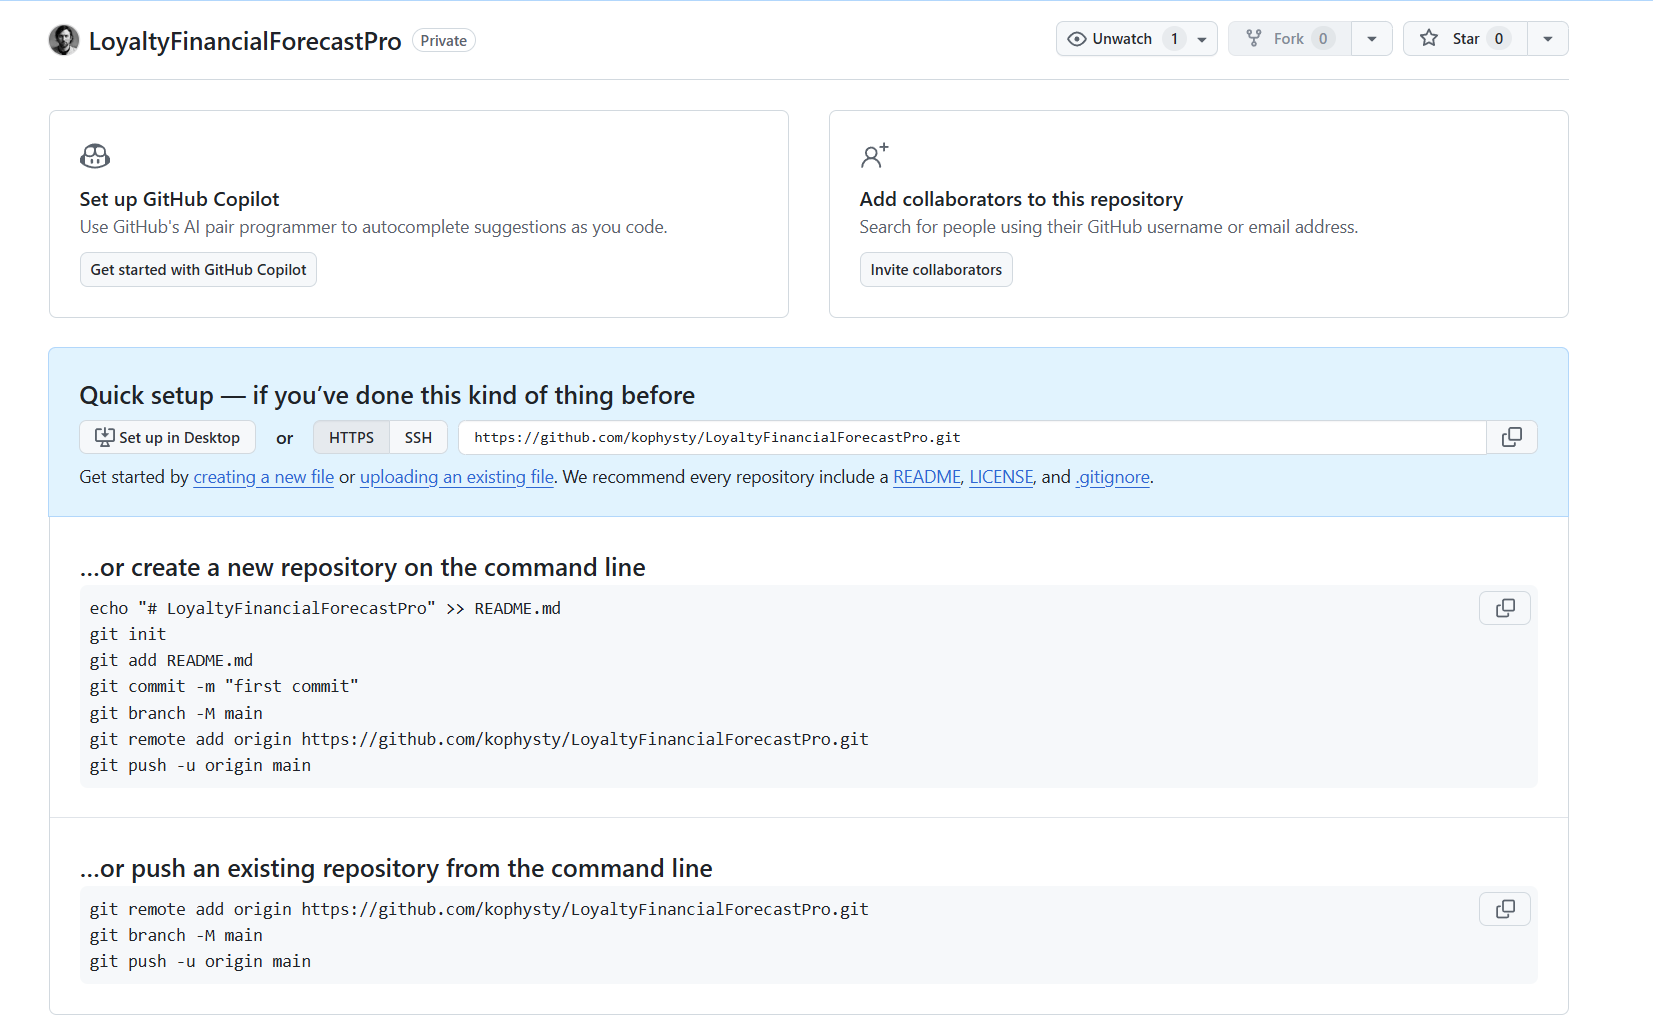 LoyaltyFinancialForecastPro Private
Unwatch 1
Fork 0
Star 0
Set up GitHub Copilot
Use GitHub's AI pair programmer to autocomplete suggestions as you code.
Get started with GitHub Copilot
Add collaborators to this repository
Search for people using their GitHub username or email address.
Invite collaborators
Quick setup — if you’ve done this kind of thing before
Set up in Desktop or HTTPS SSH https://github.com/kophysty/LoyaltyFinancialForecastPro.git
Get started by creating a new file or uploading an existing file. We recommend every repository include a README, LICENSE, and .gitignore.
…or create a new repository on the command line
echo "# LoyaltyFinancialForecastPro" >> README.md
git init
git add README.md
git commit -m "first commit"
git branch -M main
git remote add origin https://github.com/kophysty/LoyaltyFinancialForecastPro.git
git push -u origin main
…or push an existing repository from the command line
git remote add origin https://github.com/kophysty/LoyaltyFinancialForecastPro.git
git branch -M main
git push -u origin main